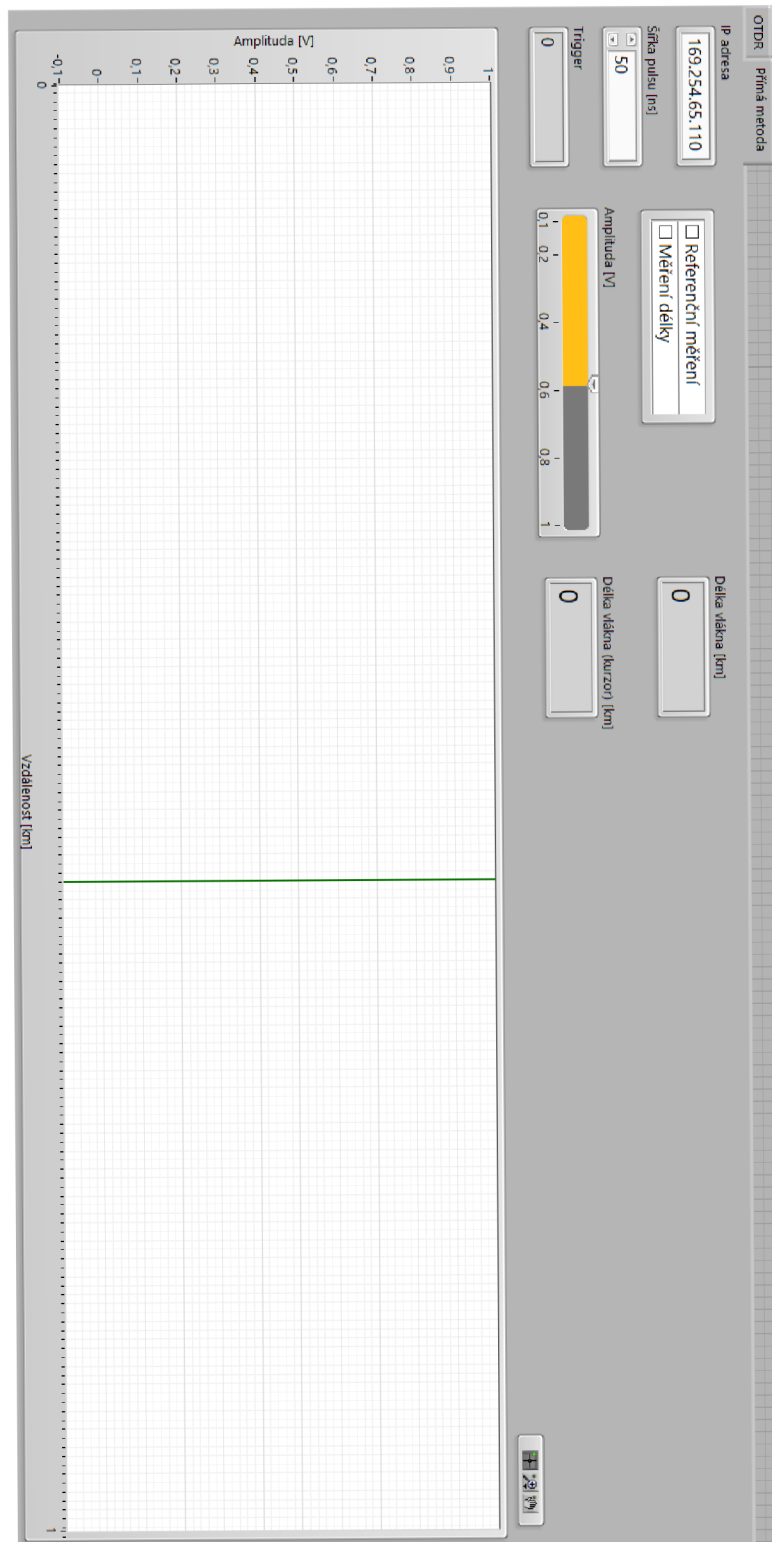 OTDR
Přímá metoda
IP adresa
169.254.65.110
Šířka pulsu [ns]
50
Trigger
0
Referenční měření
Měření délky
Amplituda [V]
0,1 0,2 0,4 0,6 0,8 1
Délka vlákna [km]
0
Délka vlákna (kurzor) [km]
0
Amplituda [V]
1
0,9
0,8
0,7
0,6
0,5
0,4
0,3
0,2
0,1
0
-0,1
0 1
Vzdálenost [km]